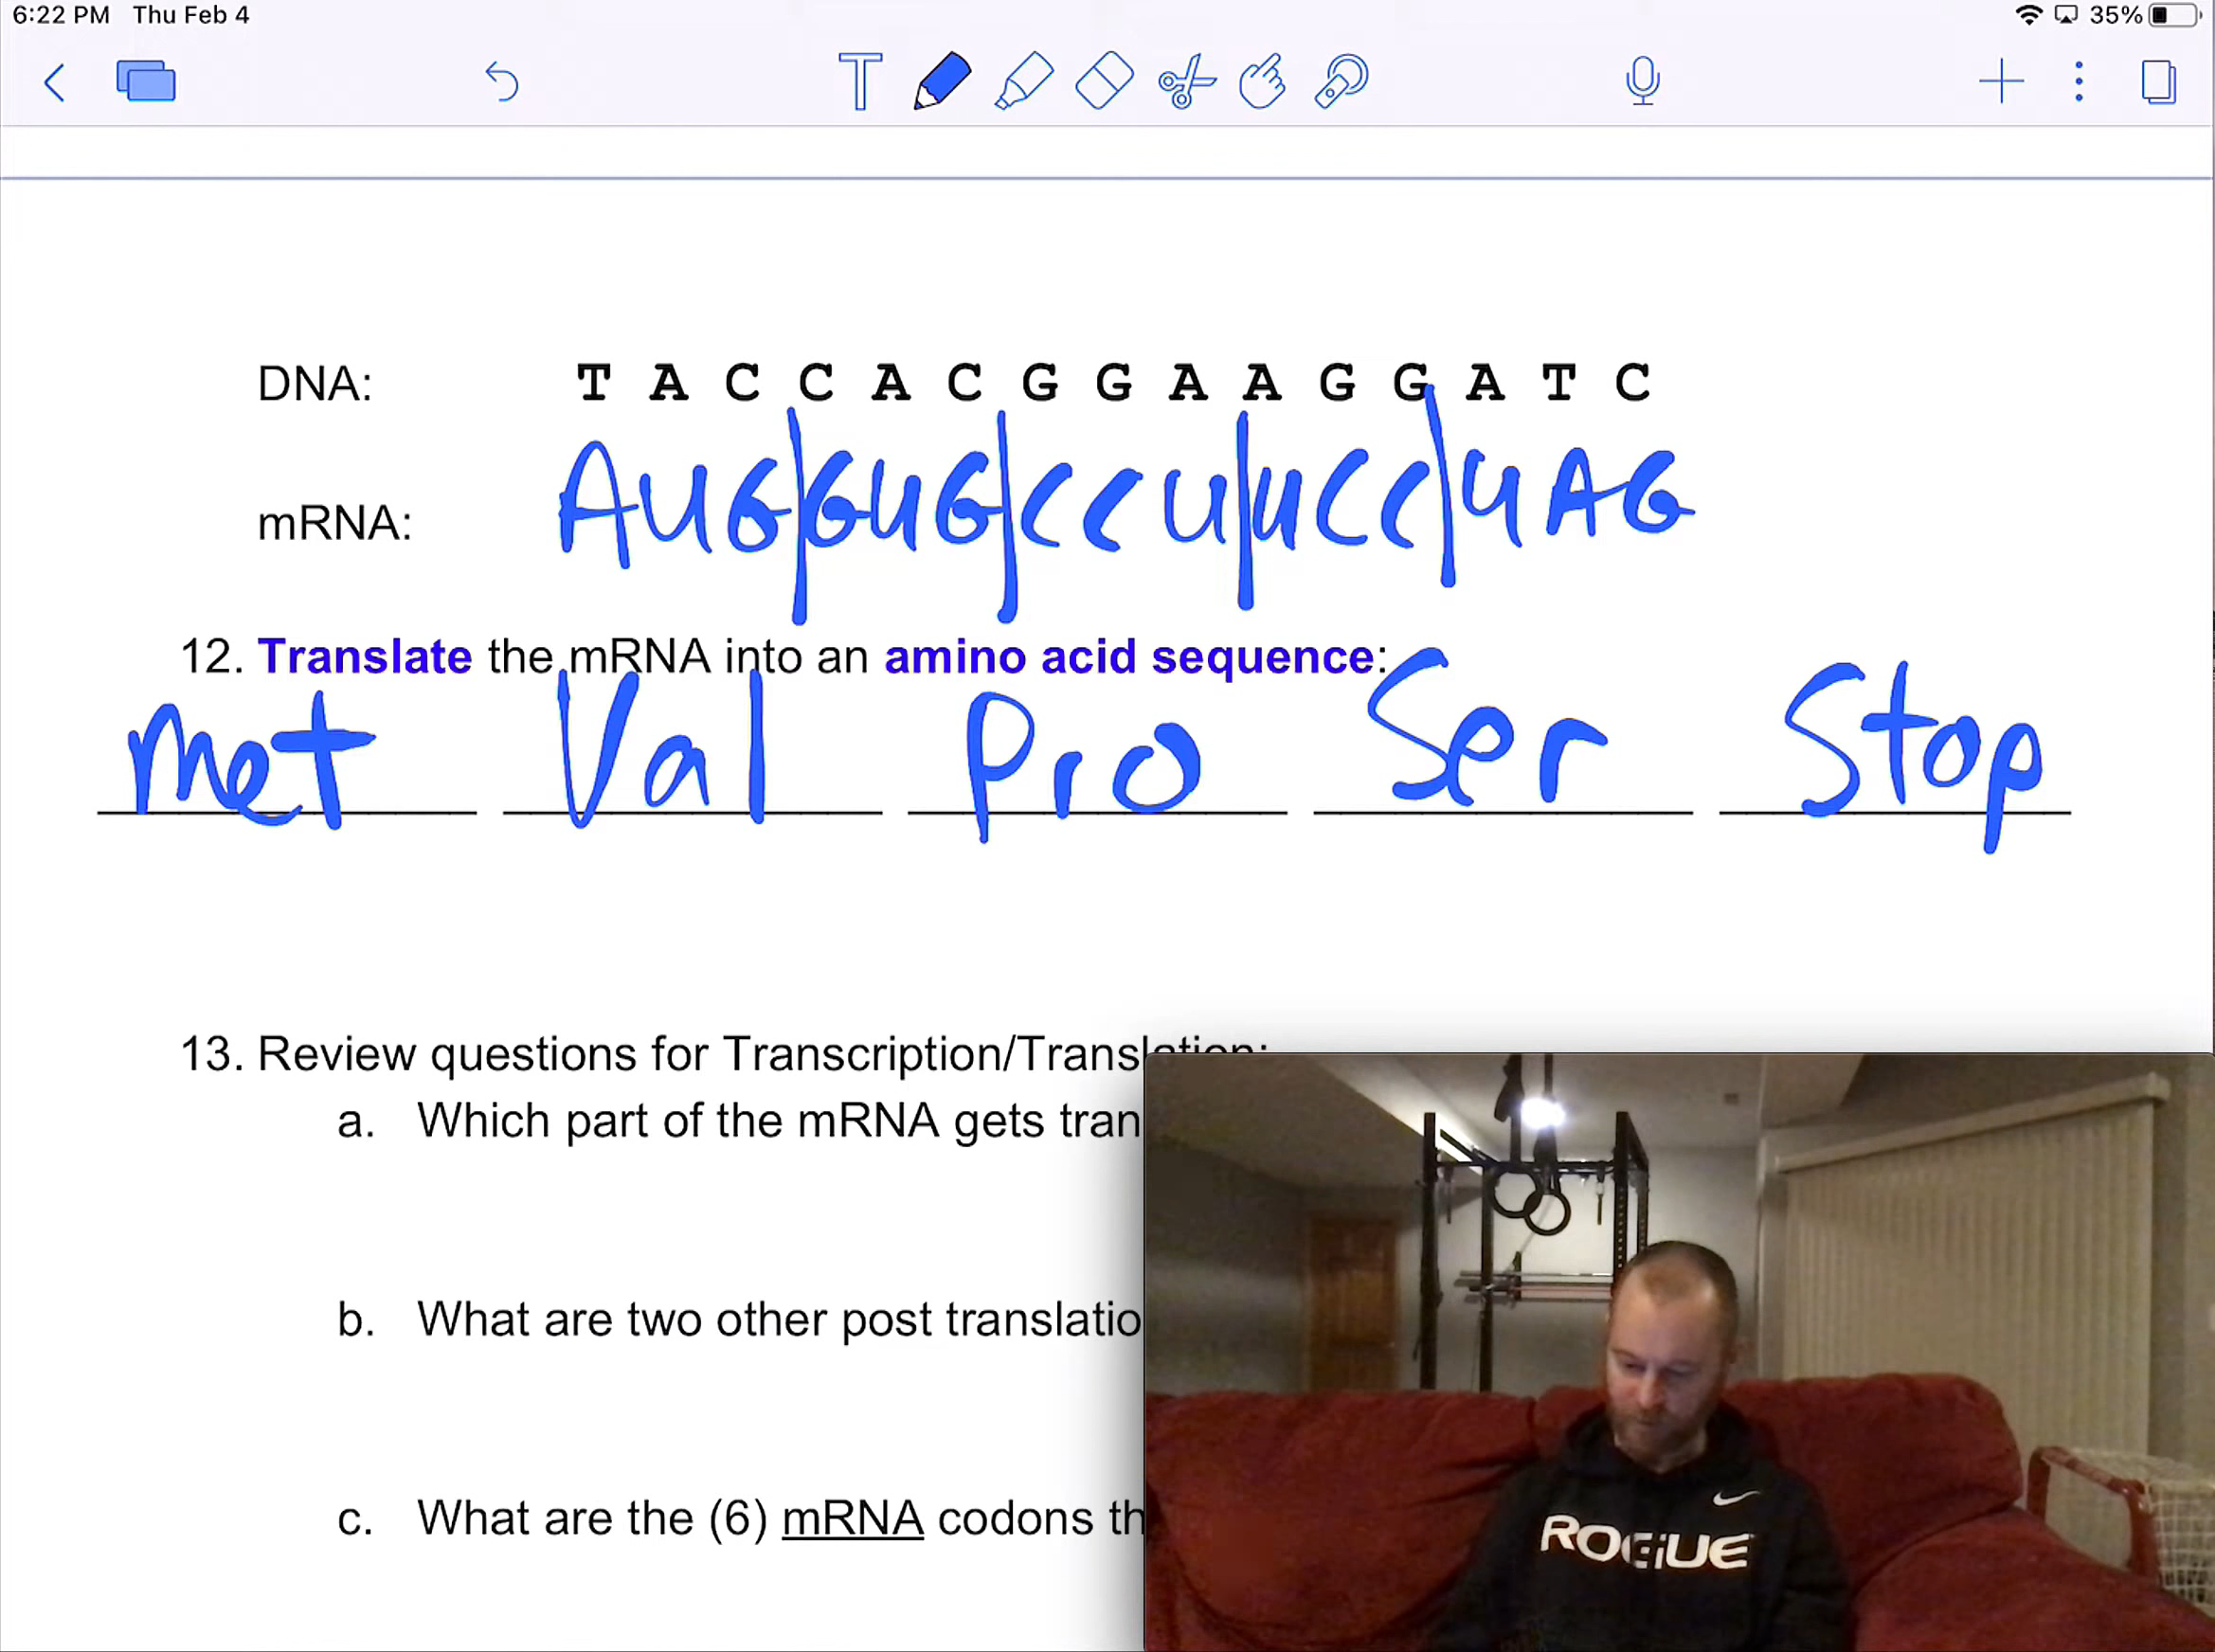 6:22 PM Thu Feb 4 35%
T
DNA: T A C C A C G G A A G G A T C
mRNA: AUG|GUG|CCU|UCC|UAG
12. Translate the mRNA into an amino acid sequence:
Met Val Pro Ser Stop
13. Review questions for Transcription/Translation:
a. Which part of the mRNA gets tran
b. What are two other post translatio
c. What are the (6) mRNA codons th
ROGUE